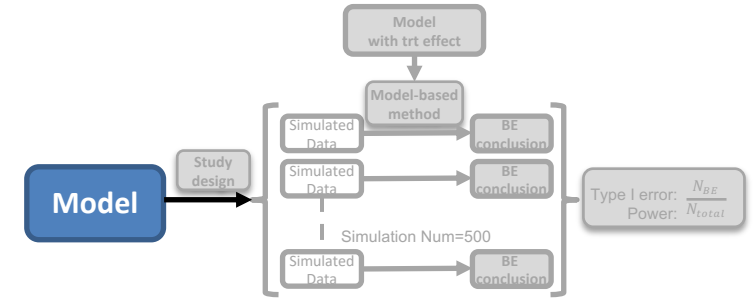 Model
with trt effect
Model-based
method
Simulated
Data
BE
conclusion
Study
design
Model
Simulated
Data
BE
conclusion
Type I error:
Power:
N_BE
N_total
Simulation Num=500
Simulated
Data
BE
conclusion